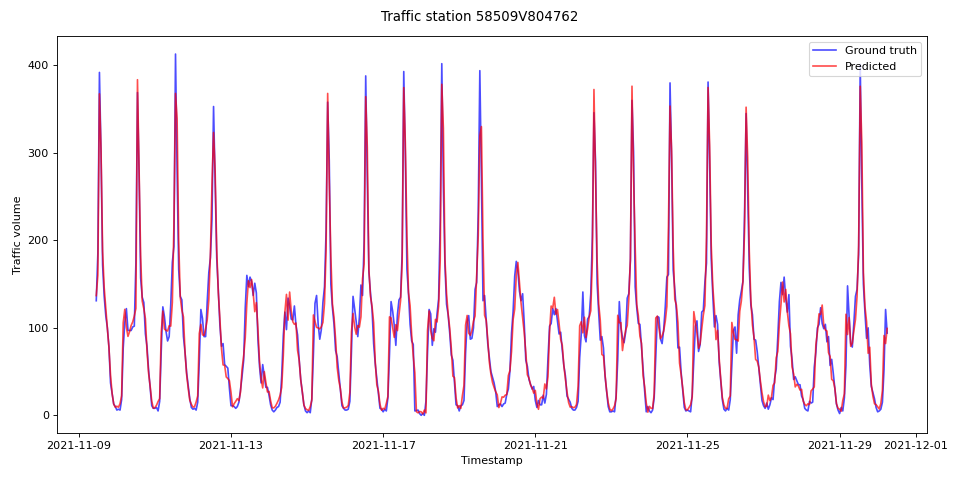 Traffic station 58509V804762
Ground truth
Predicted
Traffic volume
400
300
200
100
0
2021-11-09
2021-11-13
2021-11-17
2021-11-21
2021-11-25
2021-11-29
2021-12-01
Timestamp